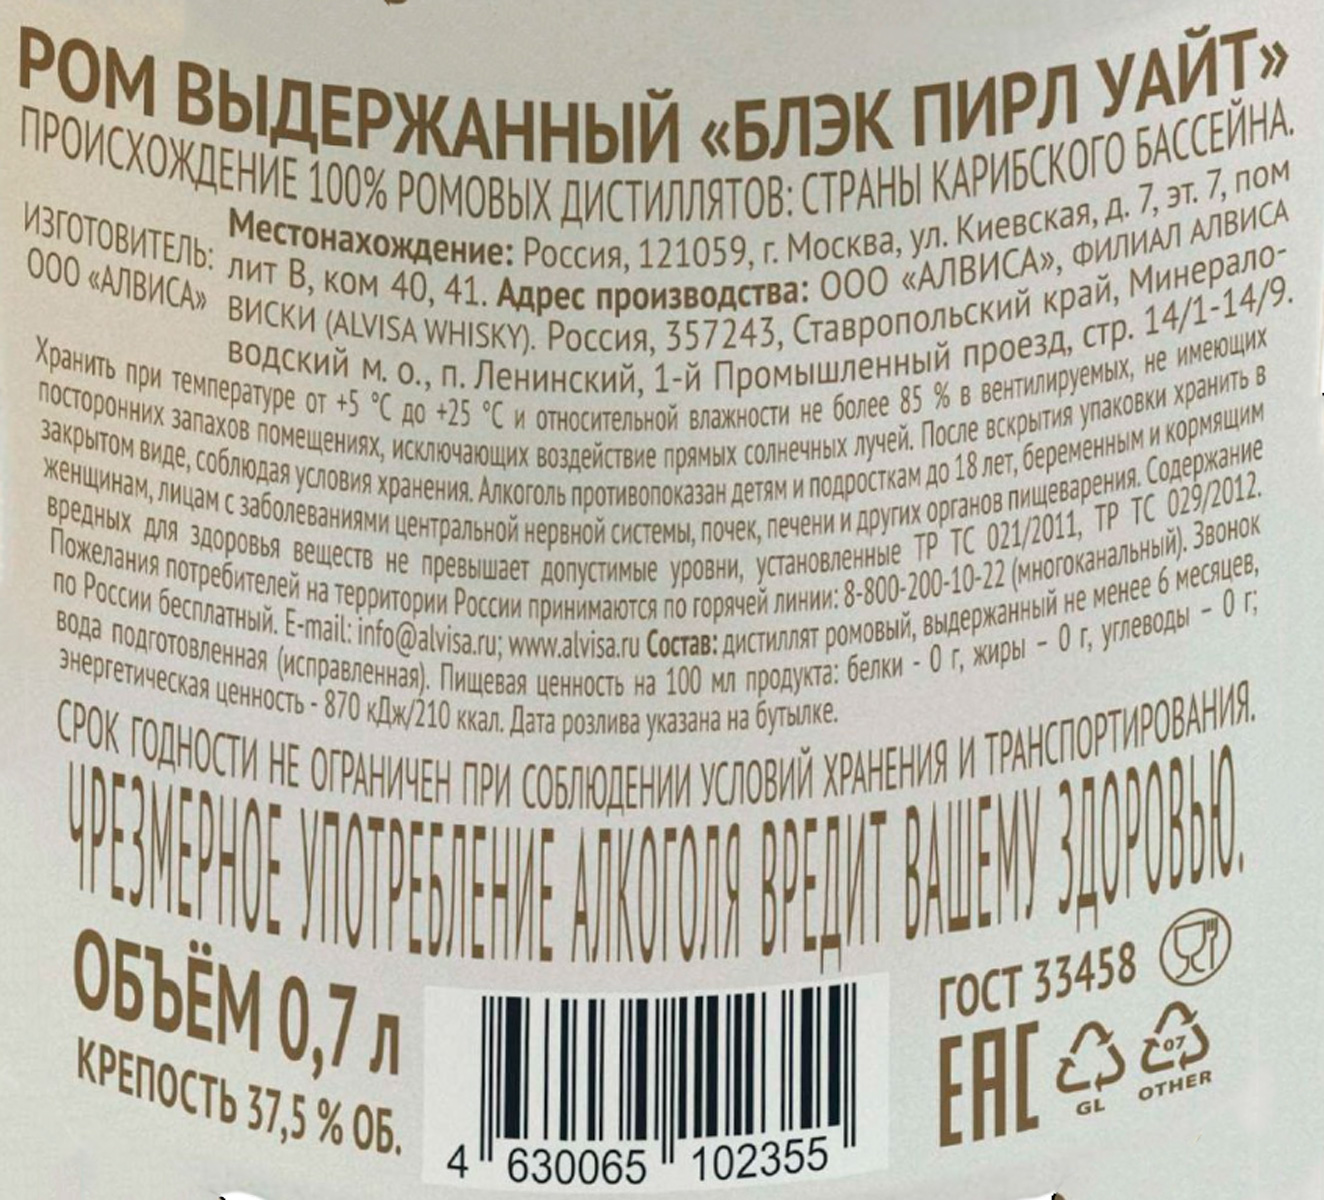 РОМ ВЫДЕРЖАННЫЙ «БЛЭК ПИРЛ УАЙТ»
ПРОИСХОЖДЕНИЕ 100% РОМОВЫХ ДИСТИЛЛЯТОВ: СТРАНЫ КАРИБСКОГО БАССЕЙНА.
ИЗГОТОВИТЕЛЬ:
ООО «АЛВИСА»
Местонахождение: Россия, 121059, г. Москва, ул. Киевская, д. 7, эт. 7, пом
лит В, ком 40, 41. Адрес производства: ООО «АЛВИСА», ФИЛИАЛ АЛВИСА
ВИСКИ (ALVISA WHISKY). Россия, 357243, Ставропольский край, Минерало-
водский м. о., п. Ленинский, 1-й Промышленный проезд, стр. 14/1-14/9.
Хранить при температуре от +5 °С до +25 °С и относительной влажности не более 85 % в вентилируемых, не имеющих
посторонних запахов помещениях, исключающих воздействие прямых солнечных лучей. После вскрытия упаковки хранить в
закрытом виде, соблюдая условия хранения. Алкоголь противопоказан детям и подросткам до 18 лет, беременным и кормящим
женщинам, лицам с заболеваниями центральной нервной системы, почек, печени и других органов пищеварения. Содержание
вредных для здоровья веществ не превышает допустимые уровни, установленные ТР ТС 021/2011, ТР ТС 029/2012.
Пожелания потребителей на территории России принимаются по горячей линии: 8-800-200-10-22 (многоканальный). Звонок
по России бесплатный. E-mail: info@alvisa.ru; www.alvisa.ru Состав: дистиллят ромовый, выдержанный не менее 6 месяцев,
вода подготовленная (исправленная). Пищевая ценность на 100 мл продукта: белки - 0 г, жиры – 0 г, углеводы – 0 г;
энергетическая ценность - 870 кДж/210 ккал. Дата розлива указана на бутылке.
СРОК ГОДНОСТИ НЕ ОГРАНИЧЕН ПРИ СОБЛЮДЕНИИ УСЛОВИЙ ХРАНЕНИЯ И ТРАНСПОРТИРОВАНИЯ.
ЧРЕЗМЕРНОЕ УПОТРЕБЛЕНИЕ АЛКОГОЛЯ ВРЕДИТ ВАШЕМУ ЗДОРОВЬЮ.
ОБЪЁМ 0,7 л
КРЕПОСТЬ 37,5 % ОБ.
4 630065 102355
ГОСТ 33458
EAC
GL
07
OTHER